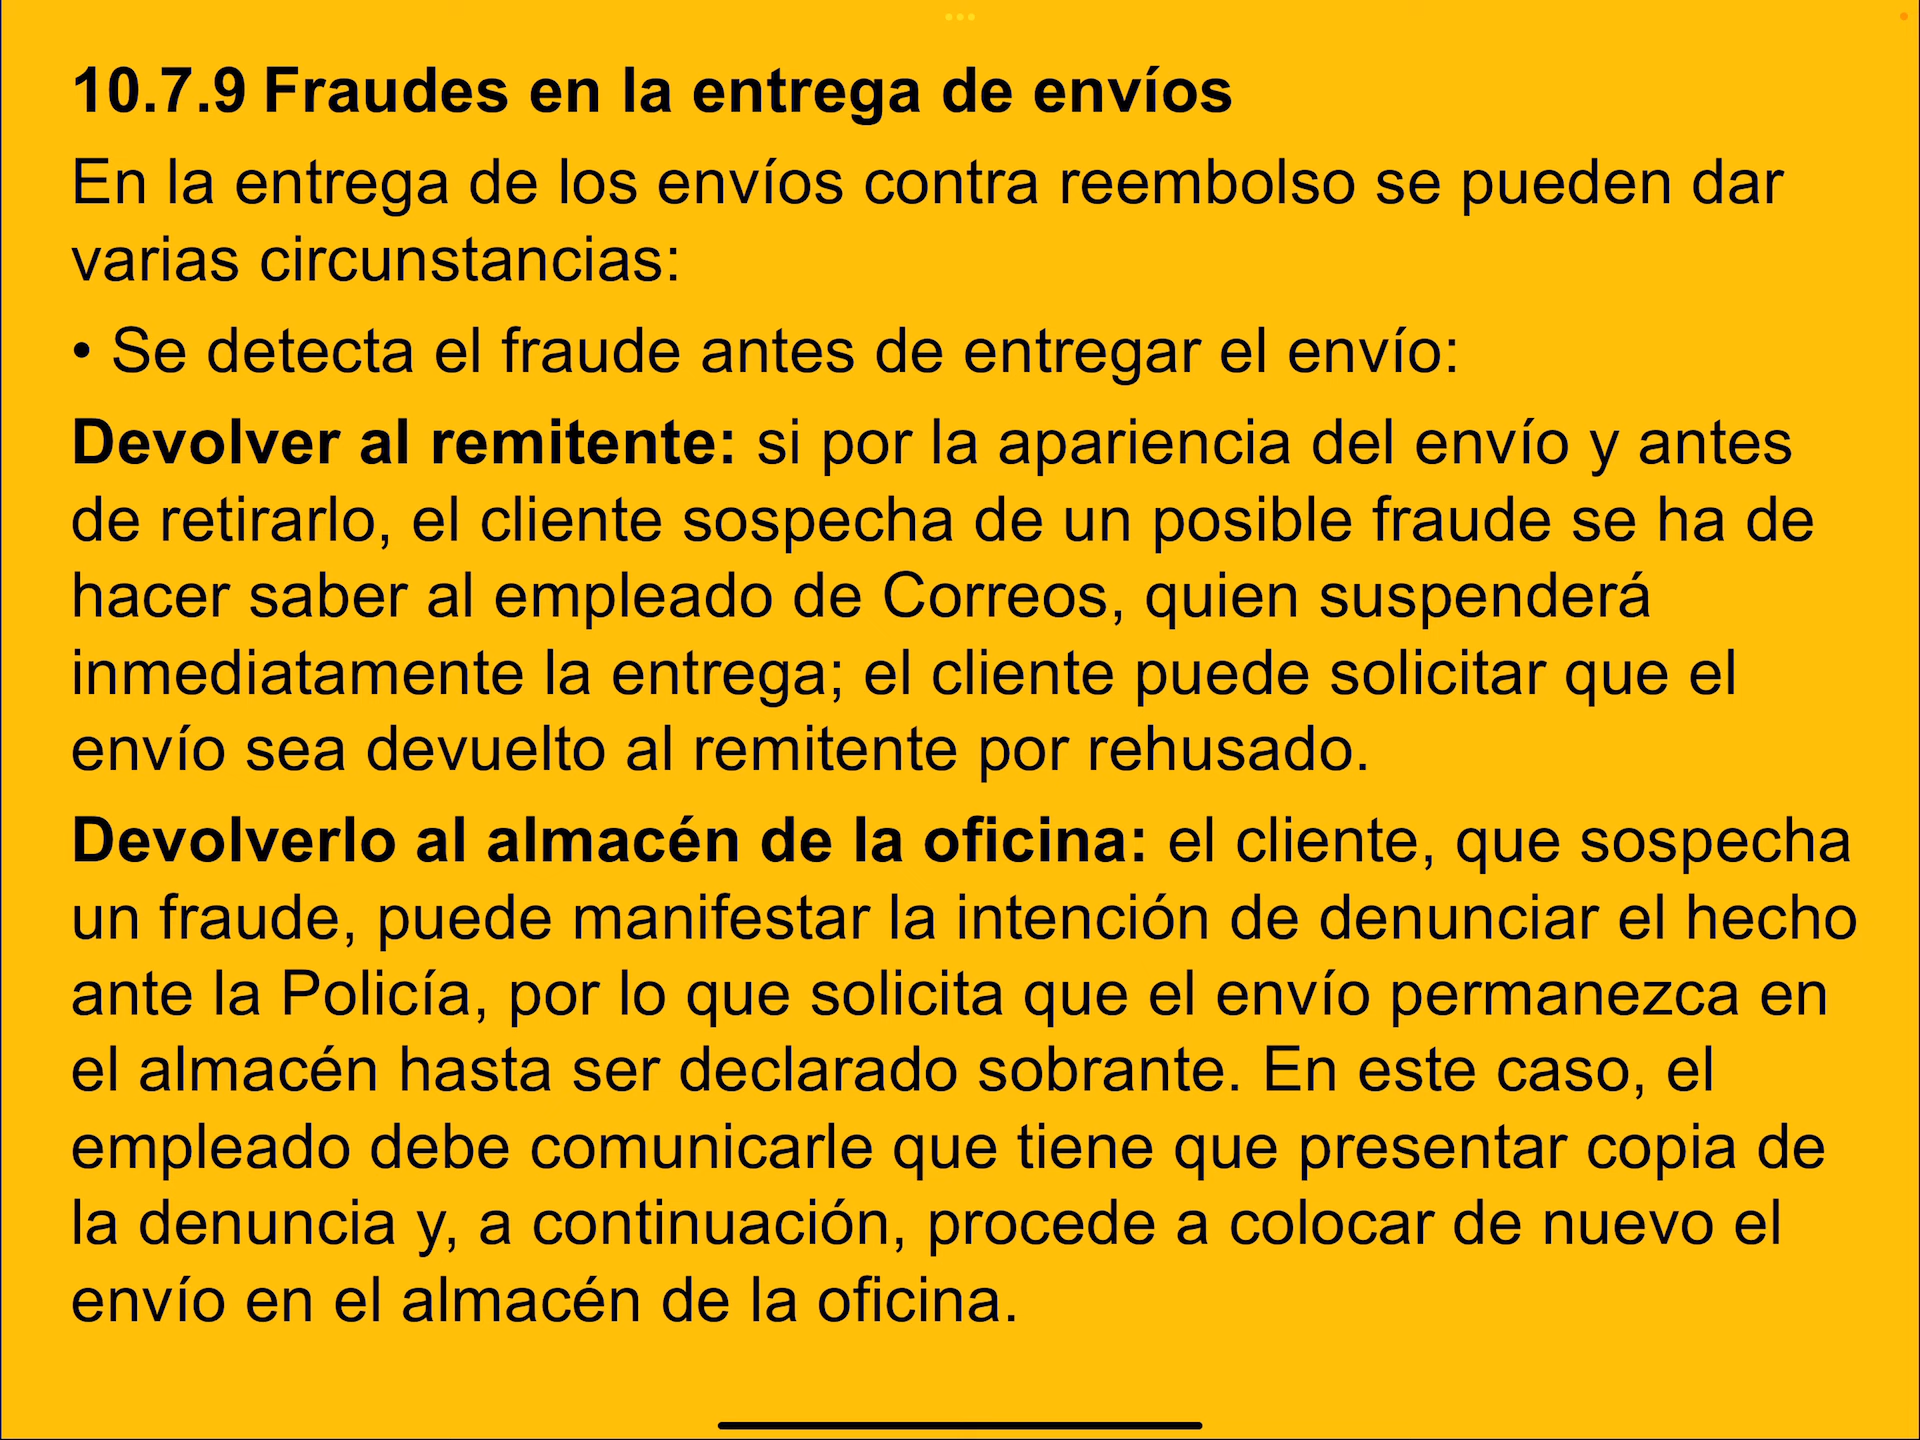 10.7.9 Fraudes en la entrega de envíos
En la entrega de los envíos contra reembolso se pueden dar
varias circunstancias:
• Se detecta el fraude antes de entregar el envío:
Devolver al remitente: si por la apariencia del envío y antes
de retirarlo, el cliente sospecha de un posible fraude se ha de
hacer saber al empleado de Correos, quien suspenderá
inmediatamente la entrega; el cliente puede solicitar que el
envío sea devuelto al remitente por rehusado.
Devolverlo al almacén de la oficina: el cliente, que sospecha
un fraude, puede manifestar la intención de denunciar el hecho
ante la Policía, por lo que solicita que el envío permanezca en
el almacén hasta ser declarado sobrante. En este caso, el
empleado debe comunicarle que tiene que presentar copia de
la denuncia y, a continuación, procede a colocar de nuevo el
envío en el almacén de la oficina.